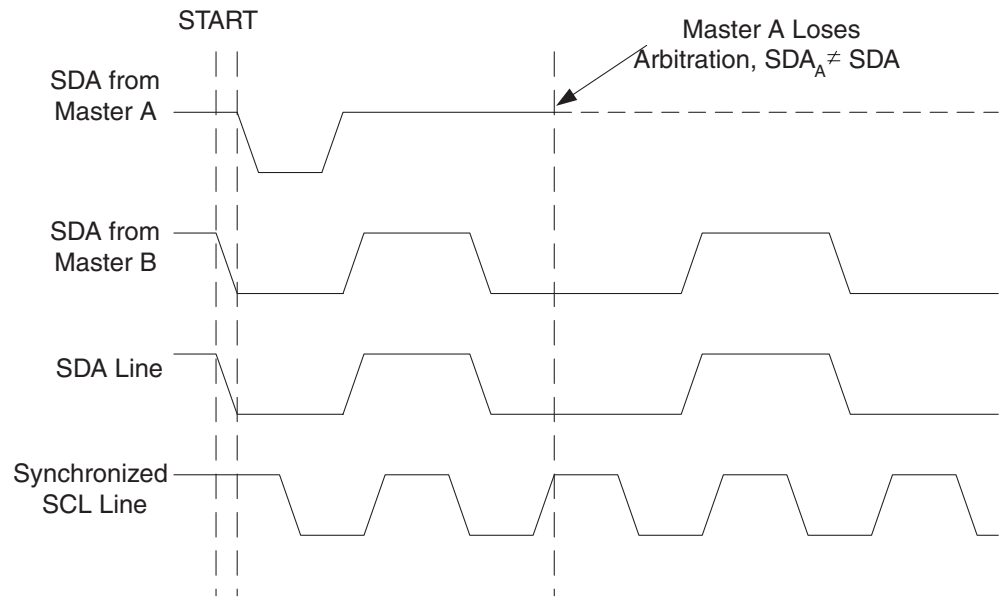 START
Master A Loses
Arbitration, SDA_A ≠ SDA
SDA from
Master A
SDA from
Master B
SDA Line
Synchronized
SCL Line